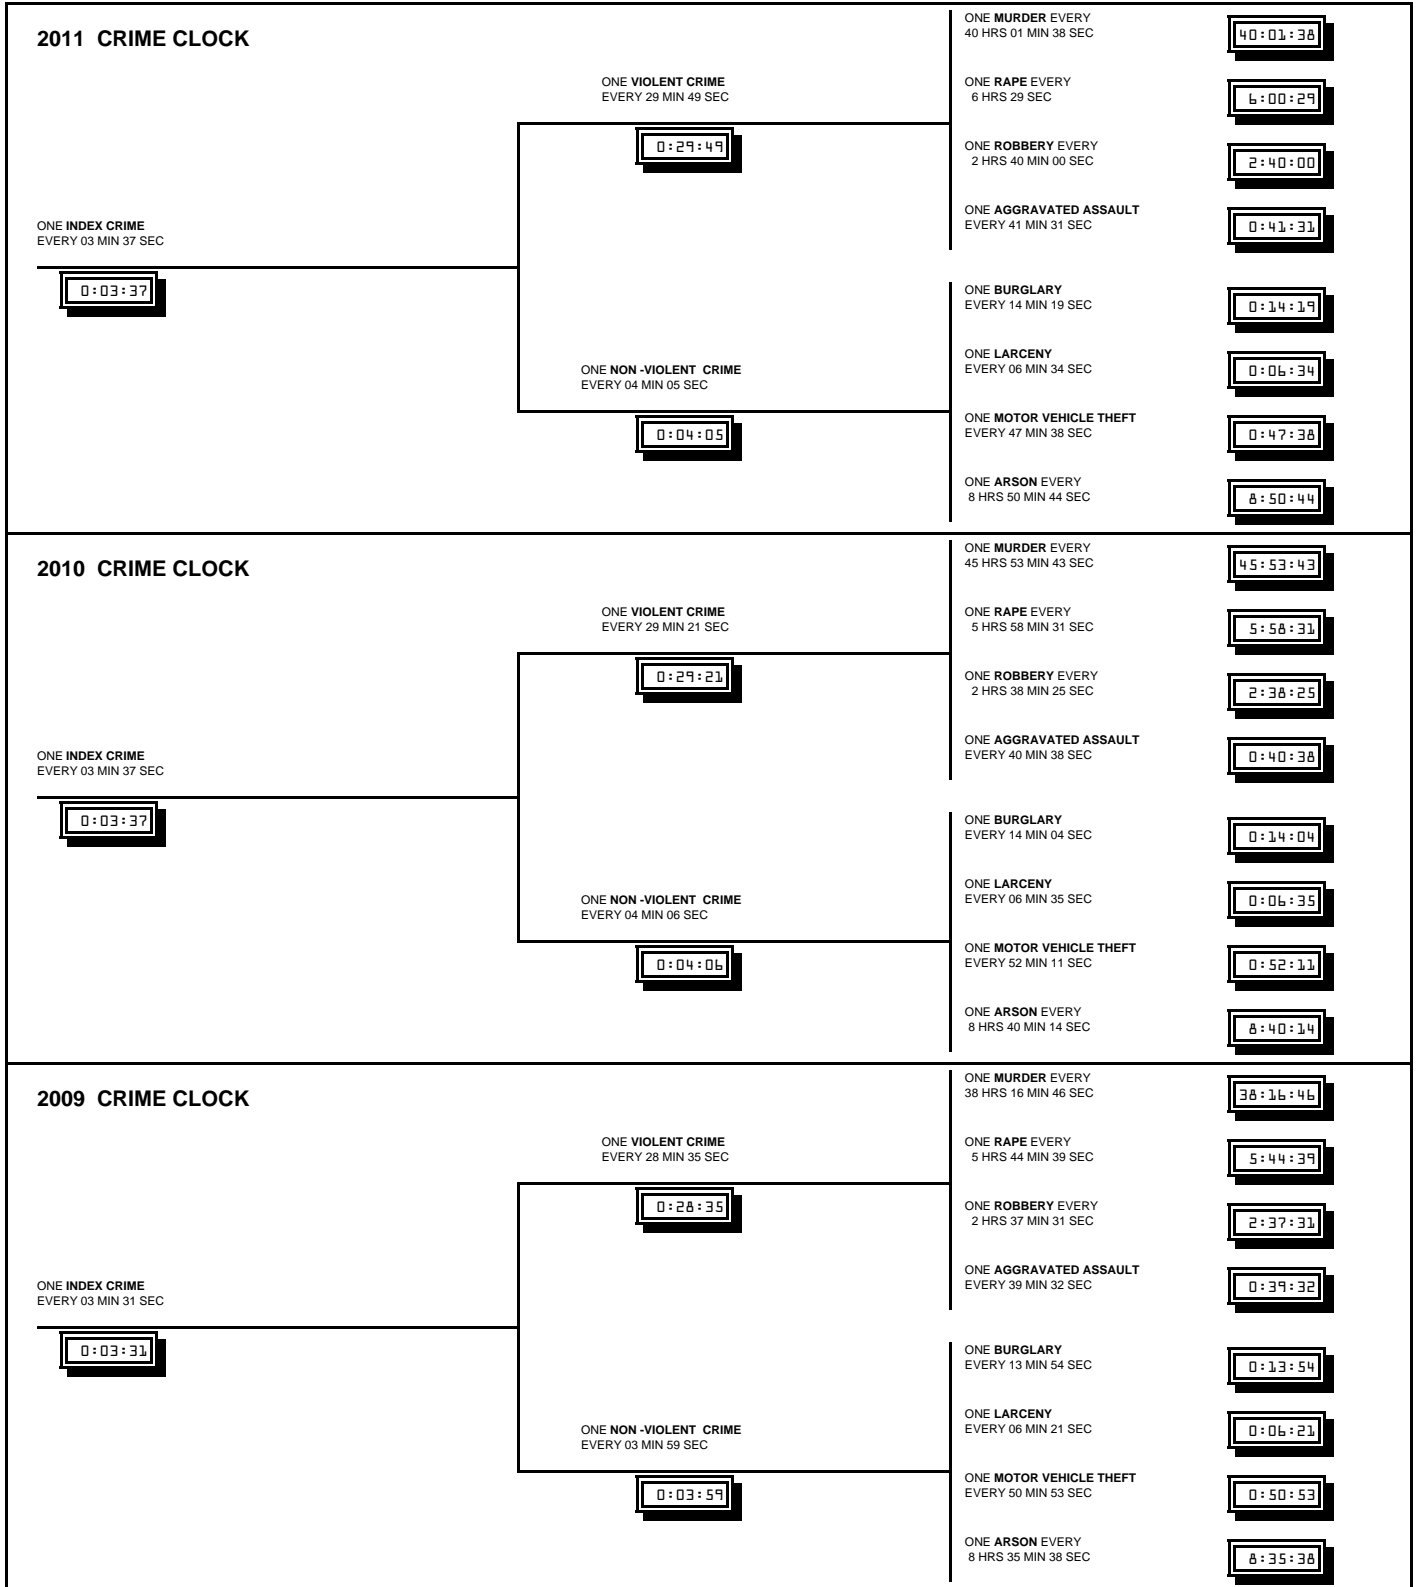 2011 CRIME CLOCK
ONE INDEX CRIME
EVERY 03 MIN 37 SEC
0:03:37
ONE VIOLENT CRIME
EVERY 29 MIN 49 SEC
0:29:49
ONE NON -VIOLENT CRIME
EVERY 04 MIN 05 SEC
0:04:05
ONE MURDER EVERY
40 HRS 01 MIN 38 SEC
40:01:38
ONE RAPE EVERY
6 HRS 29 SEC
6:00:29
ONE ROBBERY EVERY
2 HRS 40 MIN 00 SEC
2:40:00
ONE AGGRAVATED ASSAULT
EVERY 41 MIN 31 SEC
0:41:31
ONE BURGLARY
EVERY 14 MIN 19 SEC
0:14:19
ONE LARCENY
EVERY 06 MIN 34 SEC
0:06:34
ONE MOTOR VEHICLE THEFT
EVERY 47 MIN 38 SEC
0:47:38
ONE ARSON EVERY
8 HRS 50 MIN 44 SEC
8:50:44
2010 CRIME CLOCK
ONE INDEX CRIME
EVERY 03 MIN 37 SEC
0:03:37
ONE VIOLENT CRIME
EVERY 29 MIN 21 SEC
0:29:21
ONE NON -VIOLENT CRIME
EVERY 04 MIN 06 SEC
0:04:06
ONE MURDER EVERY
45 HRS 53 MIN 43 SEC
45:53:43
ONE RAPE EVERY
5 HRS 58 MIN 31 SEC
5:58:31
ONE ROBBERY EVERY
2 HRS 38 MIN 25 SEC
2:38:25
ONE AGGRAVATED ASSAULT
EVERY 40 MIN 38 SEC
0:40:38
ONE BURGLARY
EVERY 14 MIN 04 SEC
0:14:04
ONE LARCENY
EVERY 06 MIN 35 SEC
0:06:35
ONE MOTOR VEHICLE THEFT
EVERY 52 MIN 11 SEC
0:52:11
ONE ARSON EVERY
8 HRS 40 MIN 14 SEC
8:40:14
2009 CRIME CLOCK
ONE INDEX CRIME
EVERY 03 MIN 31 SEC
0:03:31
ONE VIOLENT CRIME
EVERY 28 MIN 35 SEC
0:28:35
ONE NON -VIOLENT CRIME
EVERY 03 MIN 59 SEC
0:03:59
ONE MURDER EVERY
38 HRS 16 MIN 46 SEC
38:16:46
ONE RAPE EVERY
5 HRS 44 MIN 39 SEC
5:44:39
ONE ROBBERY EVERY
2 HRS 37 MIN 31 SEC
2:37:31
ONE AGGRAVATED ASSAULT
EVERY 39 MIN 32 SEC
0:39:32
ONE BURGLARY
EVERY 13 MIN 54 SEC
0:13:54
ONE LARCENY
EVERY 06 MIN 21 SEC
0:06:21
ONE MOTOR VEHICLE THEFT
EVERY 50 MIN 53 SEC
0:50:53
ONE ARSON EVERY
8 HRS 35 MIN 38 SEC
8:35:38